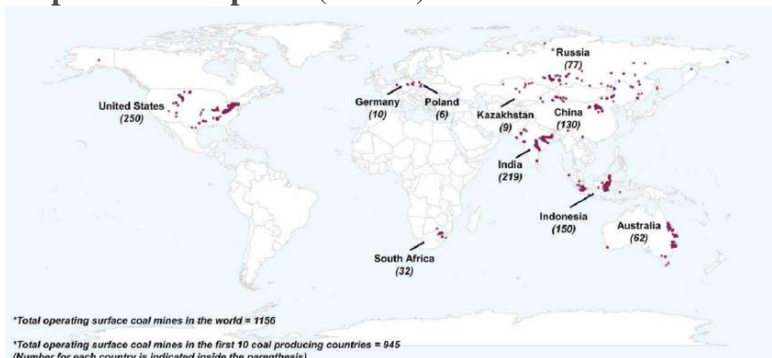 *Russia
(77)
United States
(250)
Germany
(10)
Poland
(6)
Kazakhstan
(9)
China
(130)
India
(219)
Indonesia
(150)
Australia
(62)
South Africa
(32)
*Total operating surface coal mines in the world = 1156
*Total operating surface coal mines in the first 10 coal producing countries = 945
(Number for each country is indicated inside the parenthesis)